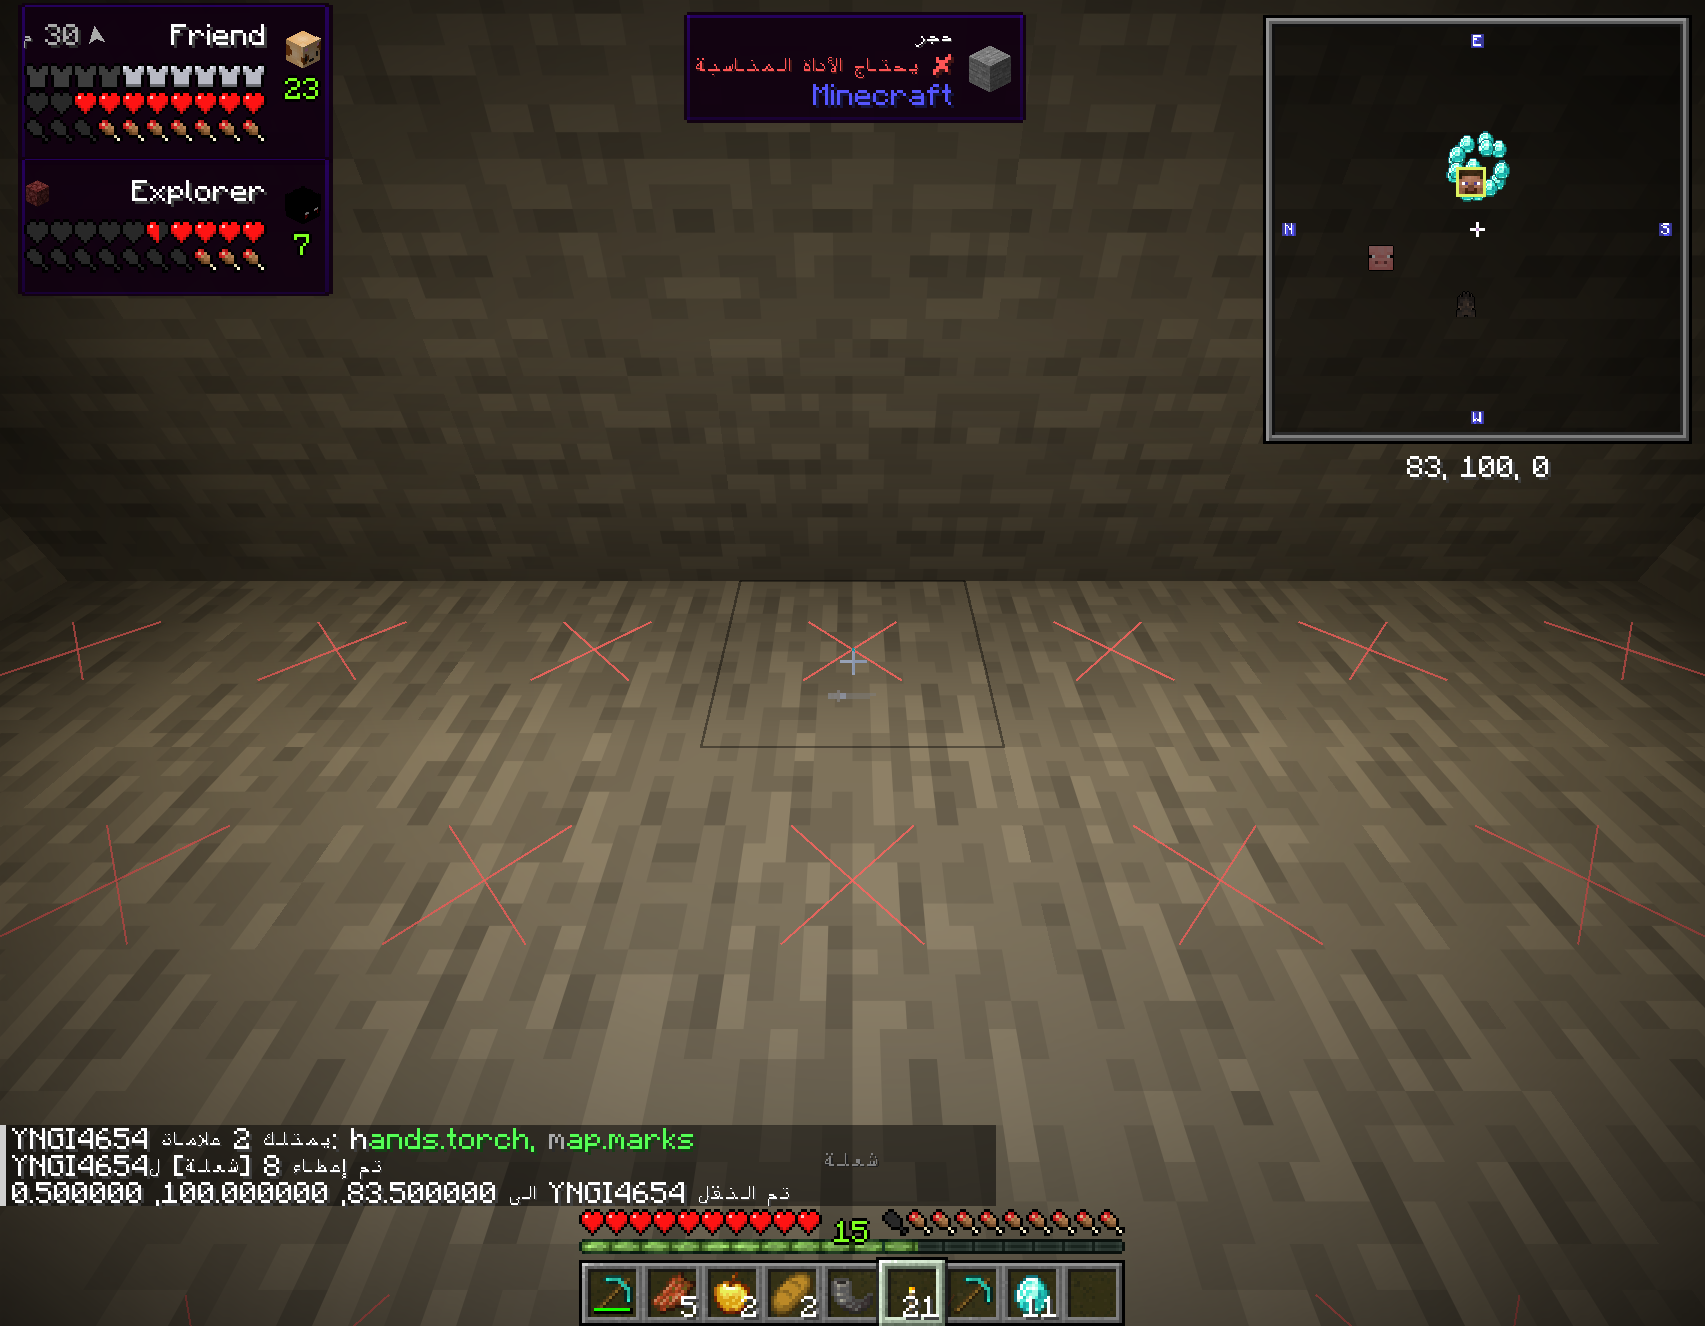 Friend 30 م
23
Explorer
7
حجر
يحتاج الأداة المناسبة
Minecraft
E
N
S
W
83, 100, 0
YNGI4654 يمتلك 2 علامات: hands.torch, map.marks
تم إعطاء 8 [شعلة] ل YNGI4654
تم النقل YNGI4654 الى 83.500000, 100.000000, 0.500000
شعلة
15
5
2
2
21
11